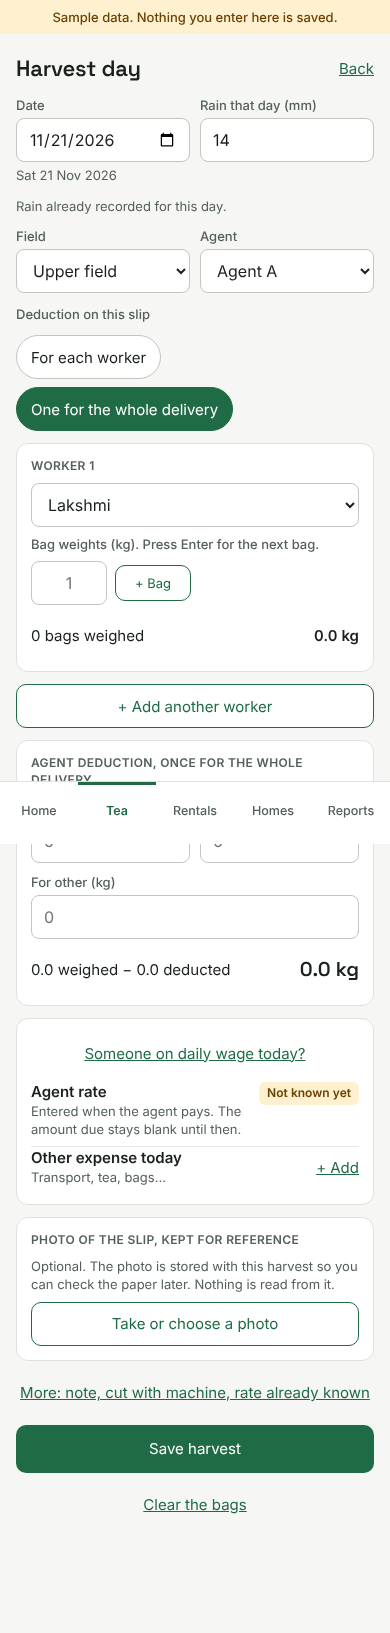 Sample data. Nothing you enter here is saved.
Harvest day
Back
Date
Rain that day (mm)
11/21/2026
14
Sat 21 Nov 2026
Rain already recorded for this day.
Field
Agent
Upper field
Agent A
Deduction on this slip
For each worker
One for the whole delivery
WORKER 1
Lakshmi
Bag weights (kg). Press Enter for the next bag.
1
+ Bag
0 bags weighed
0.0 kg
+ Add another worker
AGENT DEDUCTION, ONCE FOR THE WHOLE
DELIVERY
Home
Tea
Rentals
Homes
Reports
For other (kg)
0
0.0 weighed − 0.0 deducted
0.0 kg
Someone on daily wage today?
Agent rate
Not known yet
Entered when the agent pays. The
amount due stays blank until then.
Other expense today
Transport, tea, bags...
+ Add
PHOTO OF THE SLIP, KEPT FOR REFERENCE
Optional. The photo is stored with this harvest so you
can check the paper later. Nothing is read from it.
Take or choose a photo
More: note, cut with machine, rate already known
Save harvest
Clear the bags